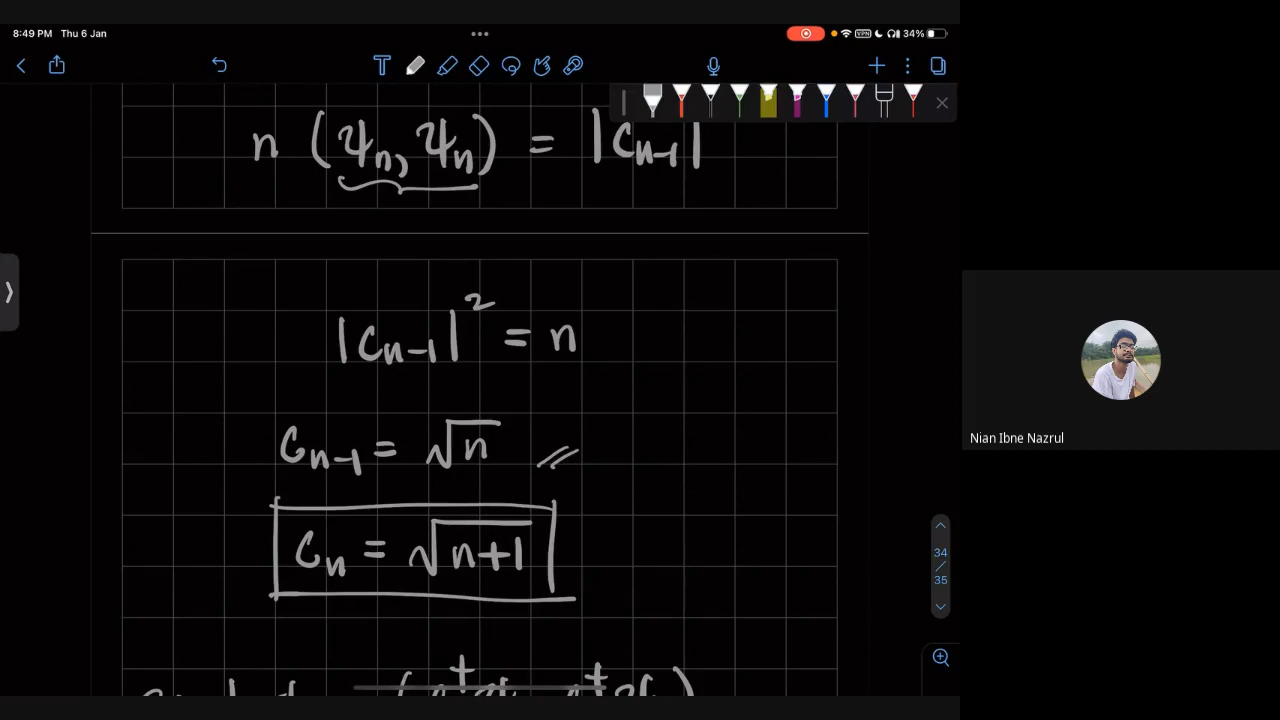 8:49 PM Thu 6 Jan
VPN 34%
n (ψₙ, ψₙ) = |Cₙ₋₁|
|Cₙ₋₁|² = n
Cₙ₋₁ = √n
Cₙ = √(n+1)
34
/
35
Nian Ibne Nazrul